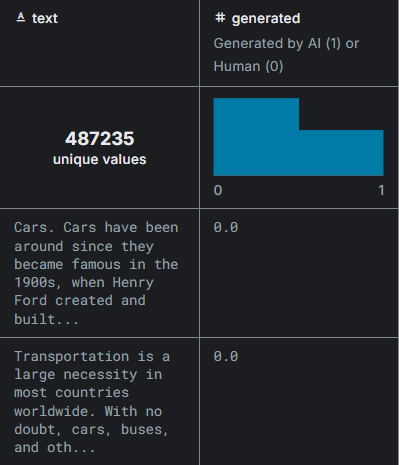 text
generated
Generated by AI (1) or
Human (0)
487235
unique values
0
1
Cars. Cars have been
around since they
became famous in the
1900s, when Henry
Ford created and
built...
0.0
Transportation is a
large necessity in
most countries
worldwide. With no
doubt, cars, buses,
and oth...
0.0